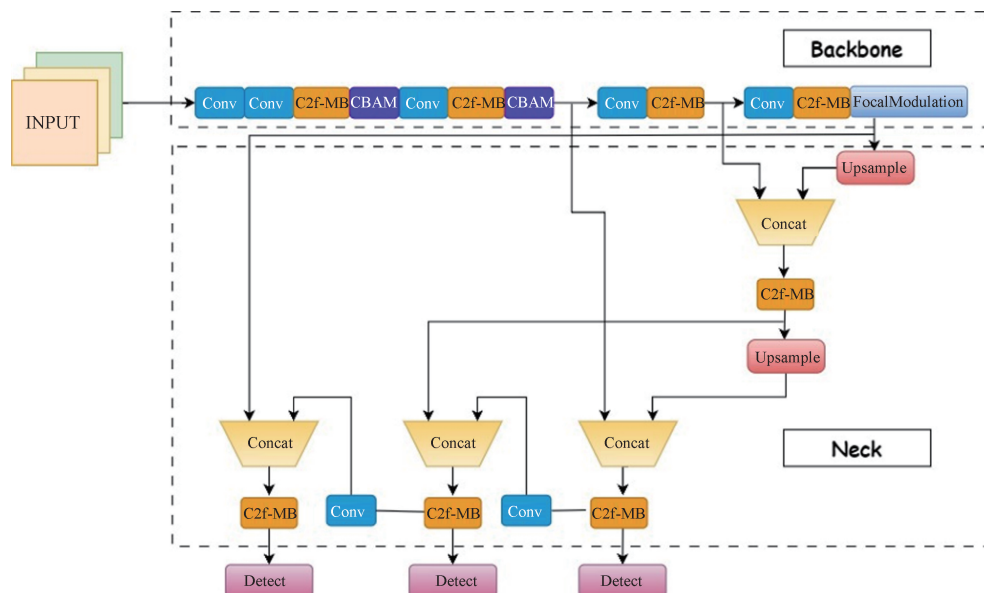 Backbone
INPUT
Conv Conv C2f-MB CBAM Conv C2f-MB CBAM Conv C2f-MB Conv C2f-MB FocalModulation
Upsample
Concat
C2f-MB
Upsample
Concat Concat Concat
Neck
C2f-MB Conv C2f-MB Conv C2f-MB
Detect Detect Detect